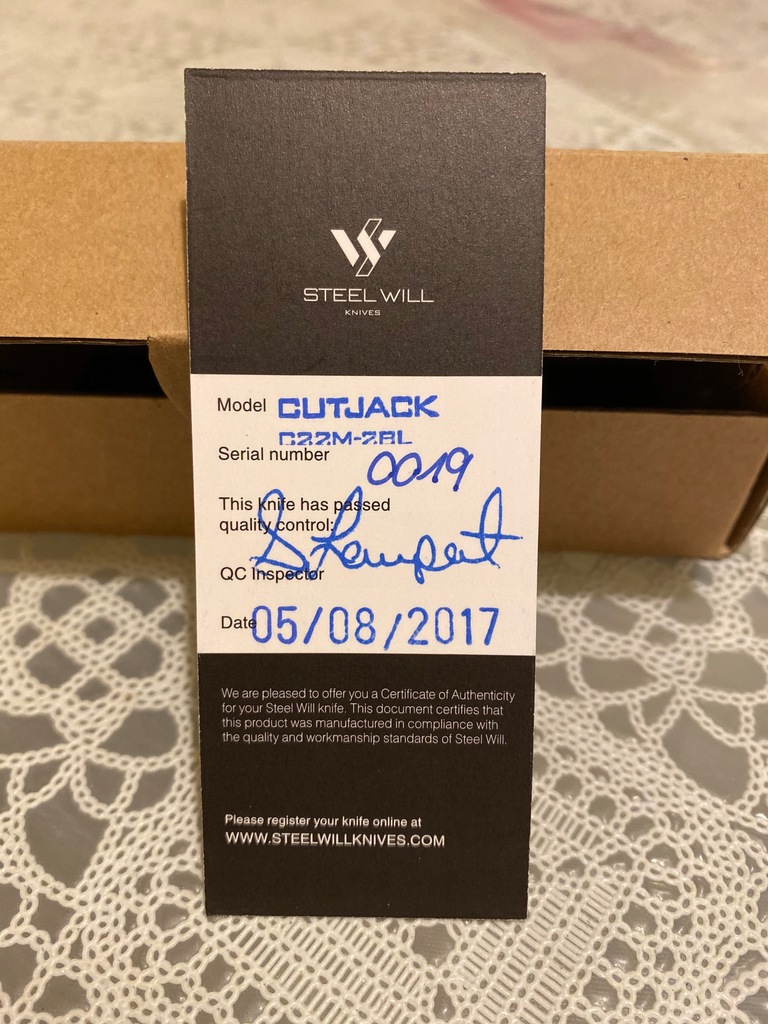 STEEL WILL
KNIVES
Model CUTJACK
C22M-2BL
Serial number 0019
This knife has passed
quality control:
QC Inspector
Date 05/08/2017
We are pleased to offer you a Certificate of Authenticity
for your Steel Will knife. This document certifies that
this product was manufactured in compliance with
the quality and workmanship standards of Steel Will.
Please register your knife online at
WWW.STEELWILLKNIVES.COM